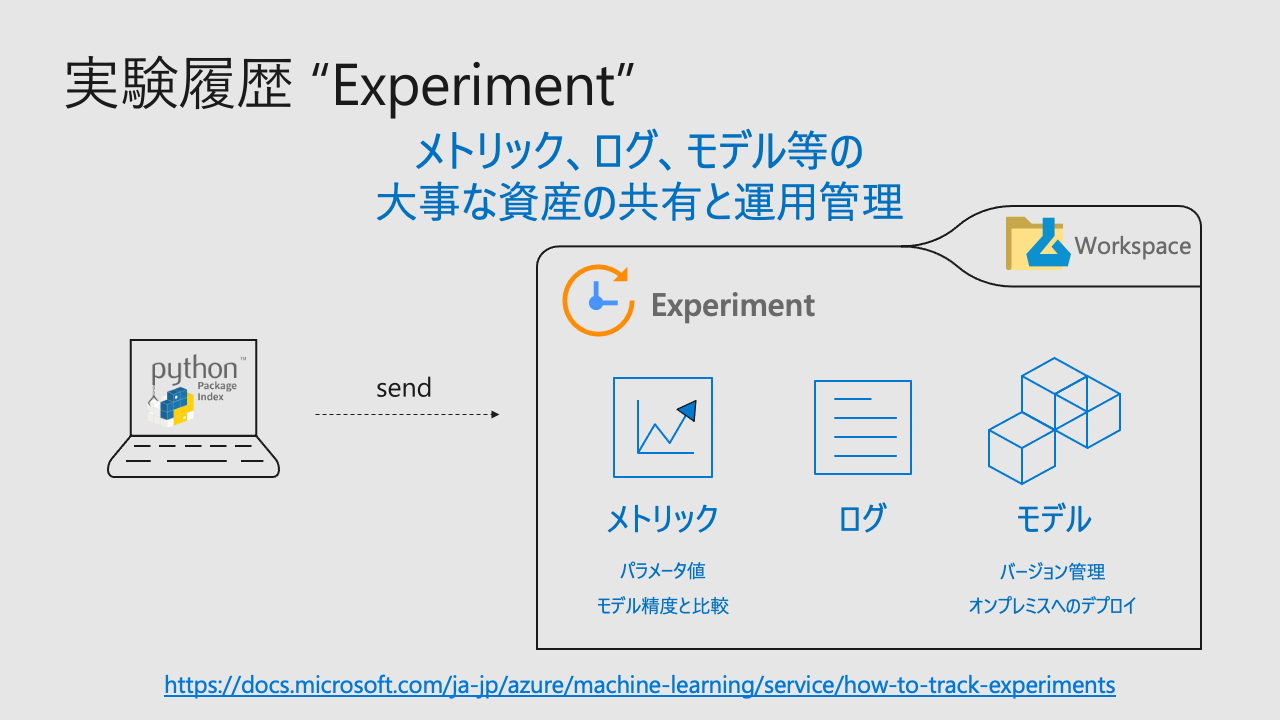 実験履歴 “Experiment”
メトリック、ログ、モデル等の
大事な資産の共有と運用管理
Workspace
Experiment
python™
Package
Index
send
メトリック
ログ
モデル
パラメータ値
モデル精度と比較
バージョン管理
オンプレミスへのデプロイ
https://docs.microsoft.com/ja-jp/azure/machine-learning/service/how-to-track-experiments